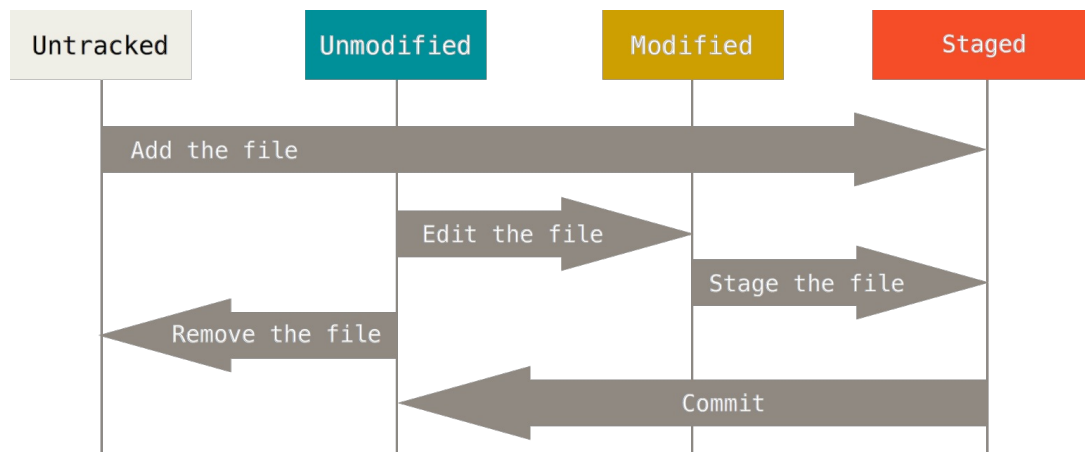 Untracked
Unmodified
Modified
Staged
Add the file
Edit the file
Stage the file
Remove the file
Commit